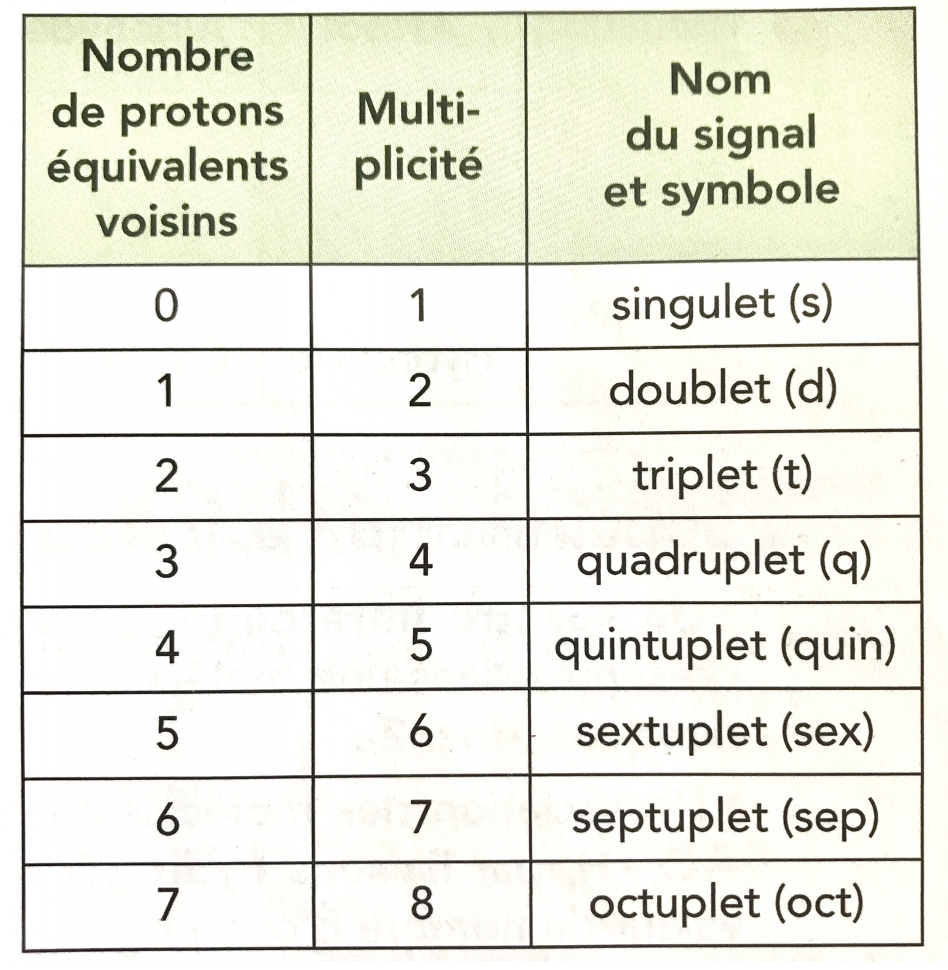 Nombre
de protons
équivalents
voisins
Multi-
plicité
Nom
du signal
et symbole
0 1 singulet (s)
1 2 doublet (d)
2 3 triplet (t)
3 4 quadruplet (q)
4 5 quintuplet (quin)
5 6 sextuplet (sex)
6 7 septuplet (sep)
7 8 octuplet (oct)